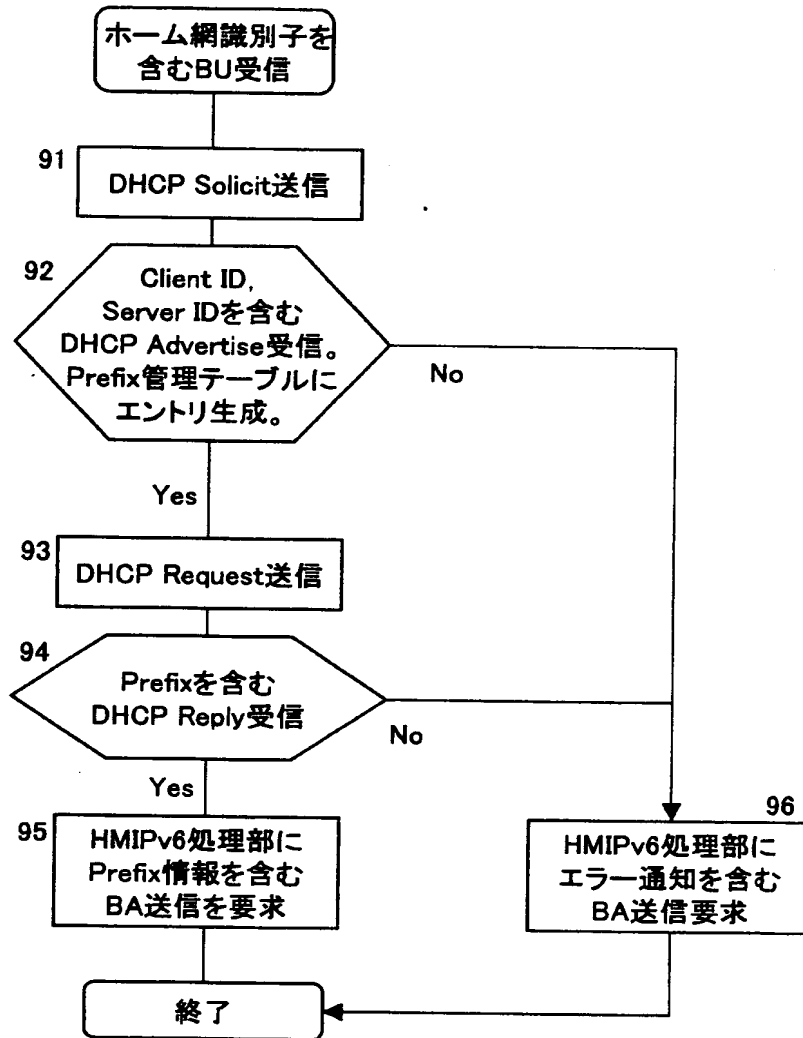 ホーム網識別子を
含むBU受信
91
DHCP Solicit送信
92
Client ID,
Server IDを含む
DHCP Advertise受信。
Prefix管理テーブルに
エントリ生成。
No
Yes
93
DHCP Request送信
94
Prefixを含む
DHCP Reply受信
No
Yes
95
HMIPv6処理部に
Prefix情報を含む
BA送信を要求
96
HMIPv6処理部に
エラー通知を含む
BA送信要求
終了